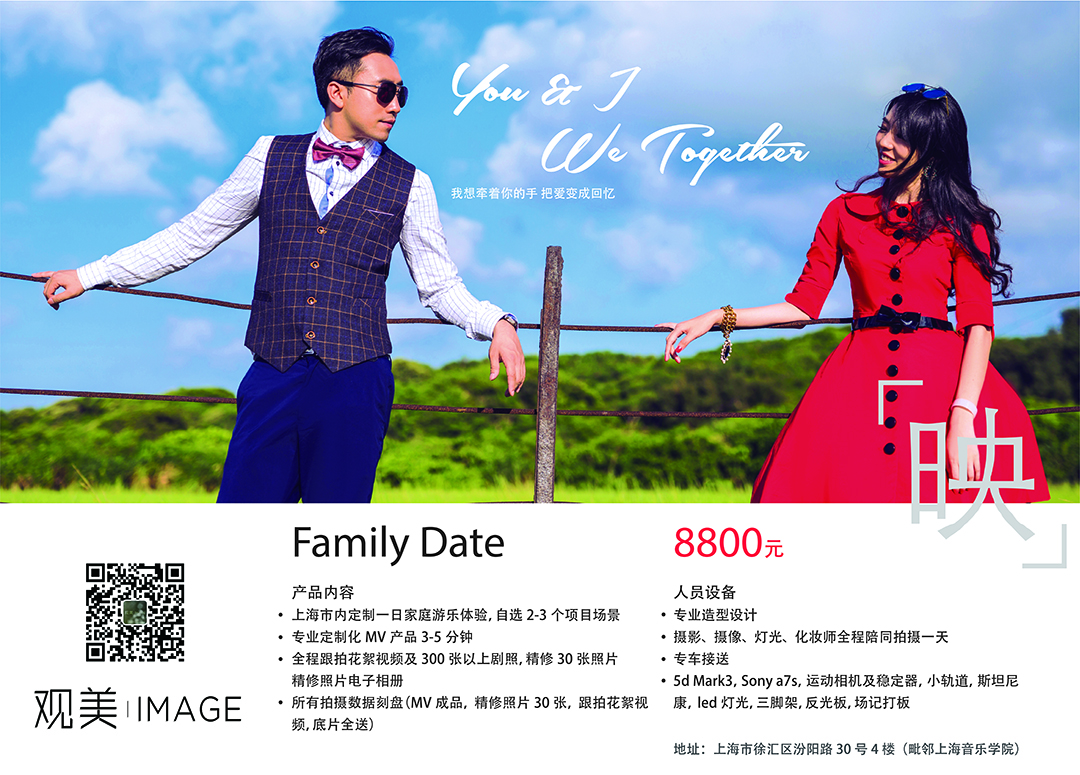 You & I
We Together
我想牵着你的手 把爱变成回忆
「映」
Family Date
产品内容
• 上海市内定制一日家庭游乐体验, 自选 2-3 个项目场景
• 专业定制化 MV 产品 3-5 分钟
• 全程跟拍花絮视频及 300 张以上剧照, 精修 30 张照片
精修照片电子相册
• 所有拍摄数据刻盘(MV 成品, 精修照片 30 张, 跟拍花絮视
频, 底片全送)
8800元
人员设备
• 专业造型设计
• 摄影、摄像、灯光、化妆师全程陪同拍摄一天
• 专车接送
• 5d Mark3, Sony a7s, 运动相机及稳定器, 小轨道, 斯坦尼
康, led 灯光, 三脚架, 反光板, 场记打板
地址: 上海市徐汇区汾阳路 30 号 4 楼（毗邻上海音乐学院）
观美 | IMAGE